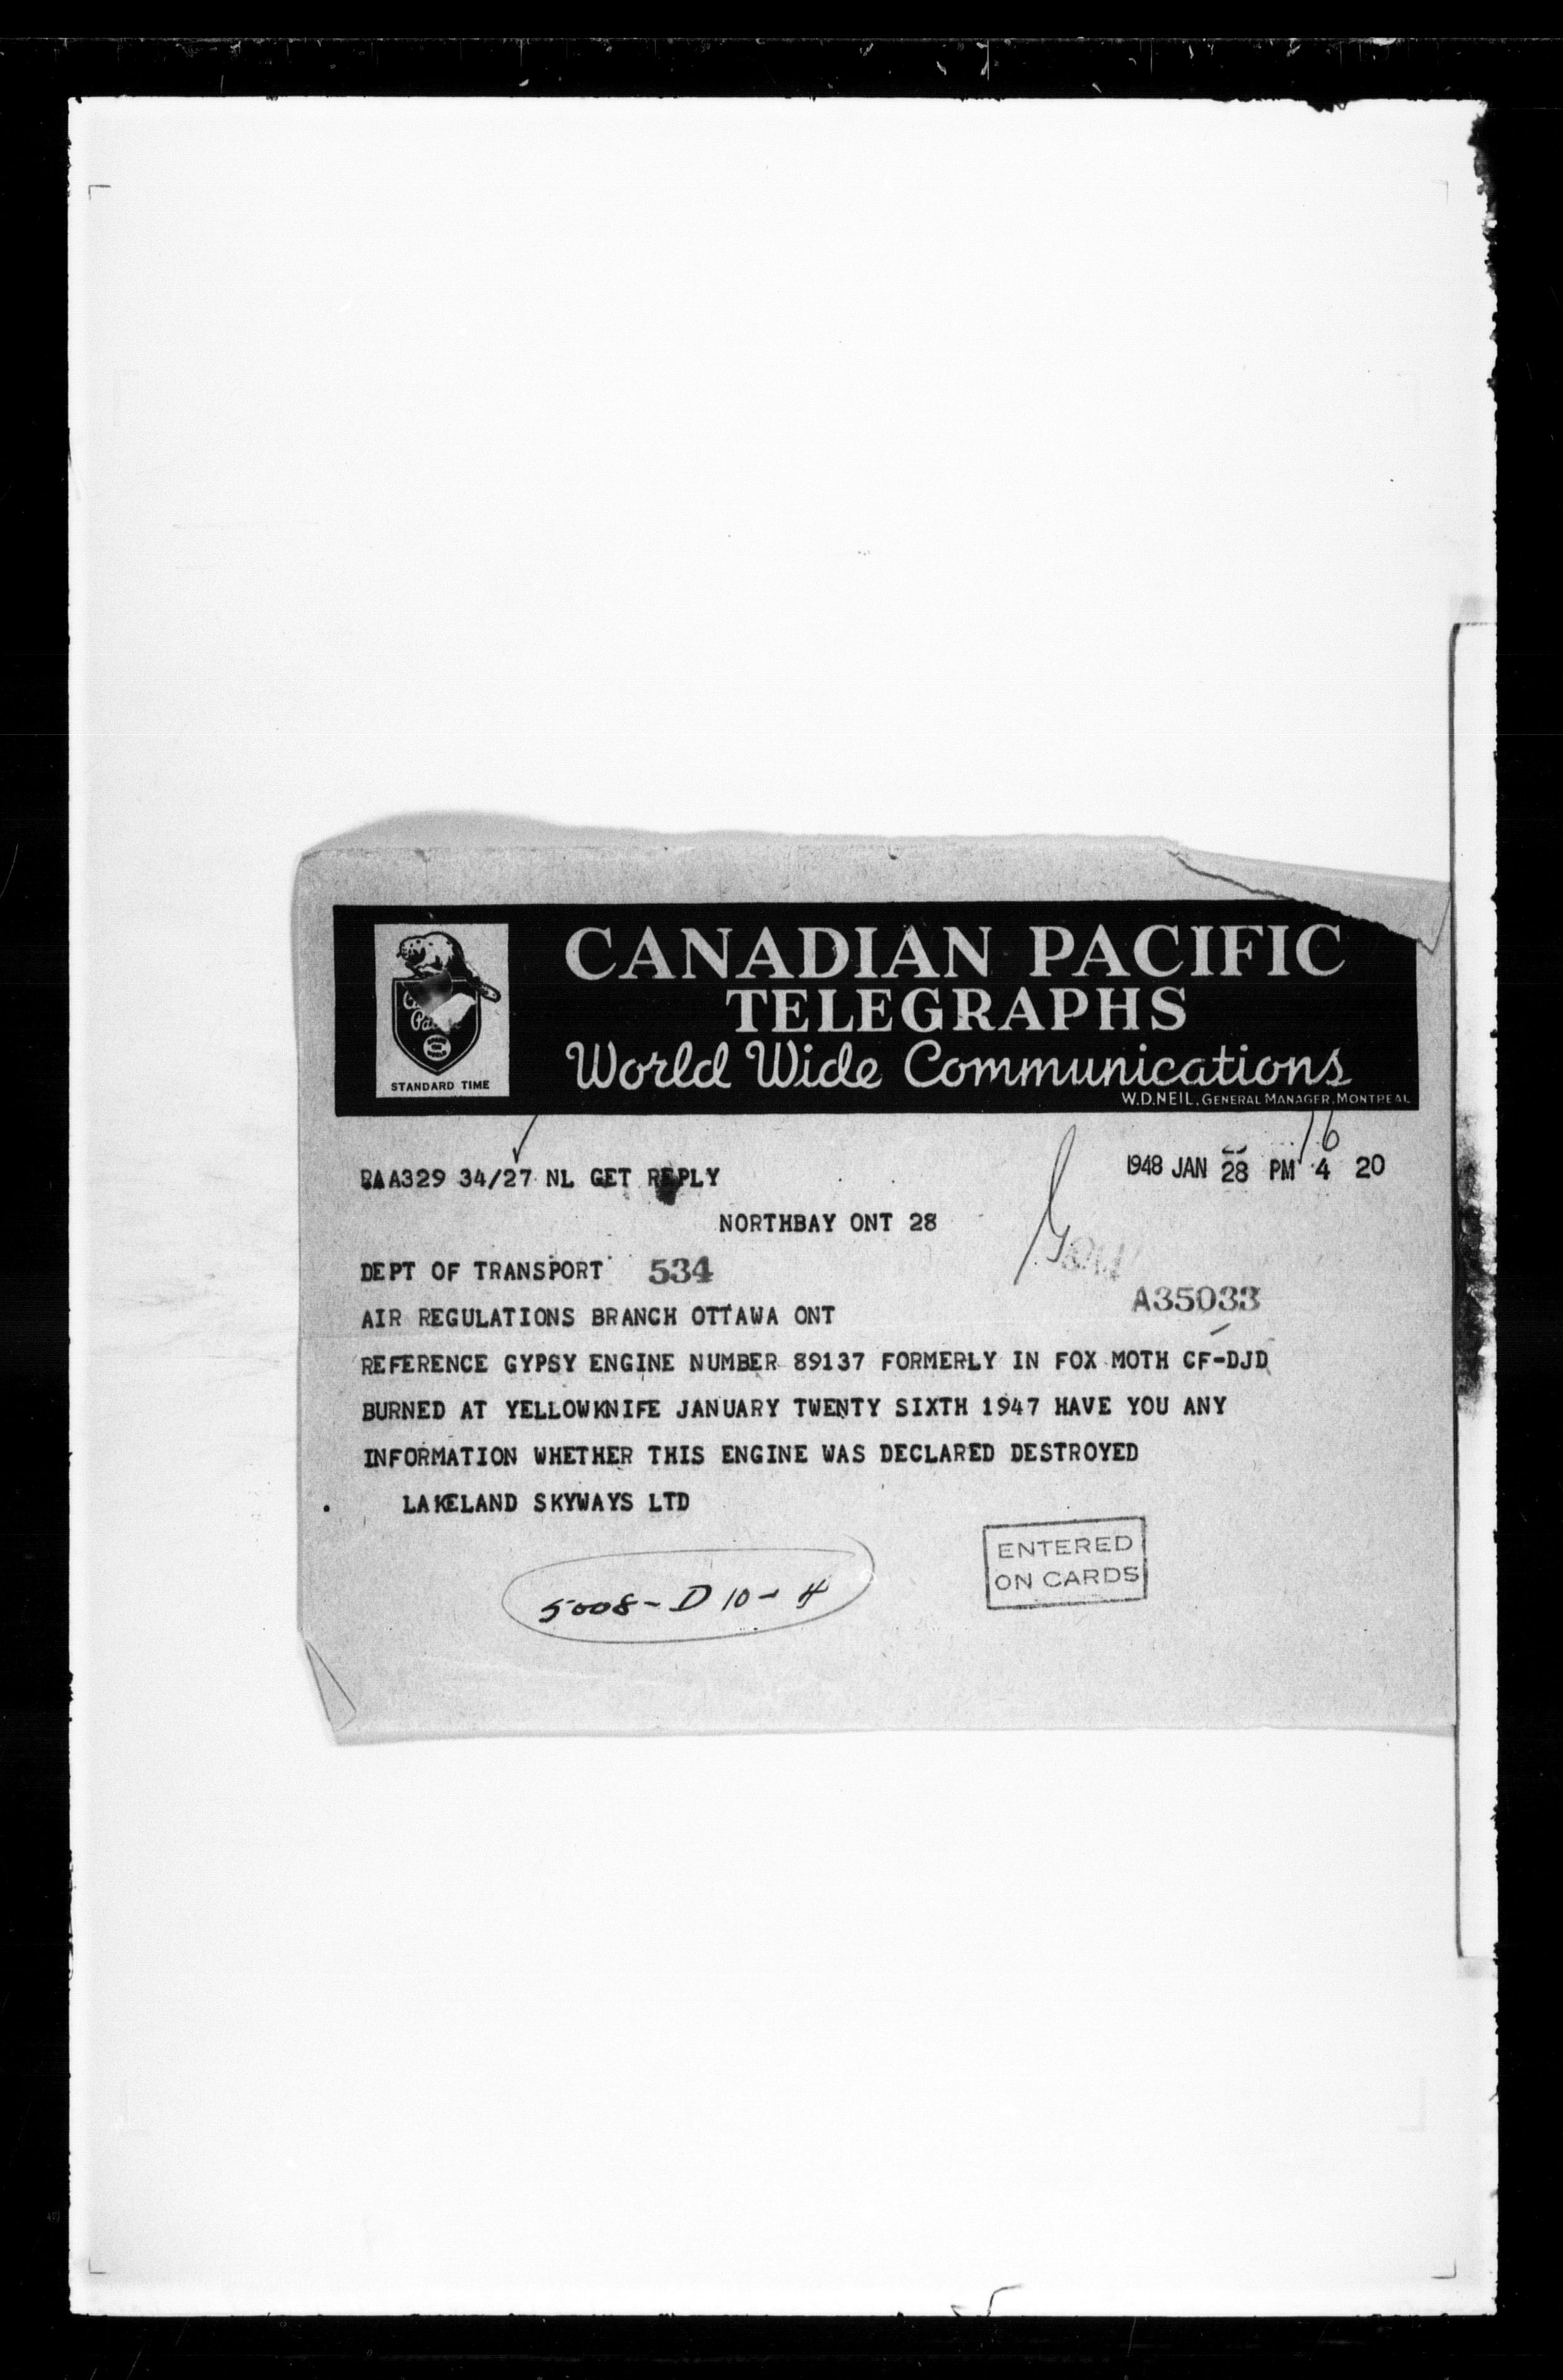 CANADIAN PACIFIC
TELEGRAPHS
World Wide Communications
W.D.NEIL, GENERAL MANAGER, MONTREAL
STANDARD TIME
16
RAA329 34/27 NL GET REPLY
1948 JAN 28 PM 4 20
NORTHBAY ONT 28
DEPT OF TRANSPORT 534
A35033
AIR REGULATIONS BRANCH OTTAWA ONT
REFERENCE GYPSY ENGINE NUMBER 89137 FORMERLY IN FOX MOTH CF-DJD
BURNED AT YELLOWKNIFE JANUARY TWENTY SIXTH 1947 HAVE YOU ANY
INFORMATION WHETHER THIS ENGINE WAS DECLARED DESTROYED
LAKELAND SKYWAYS LTD
ENTERED
ON CARDS
5008-D10-4